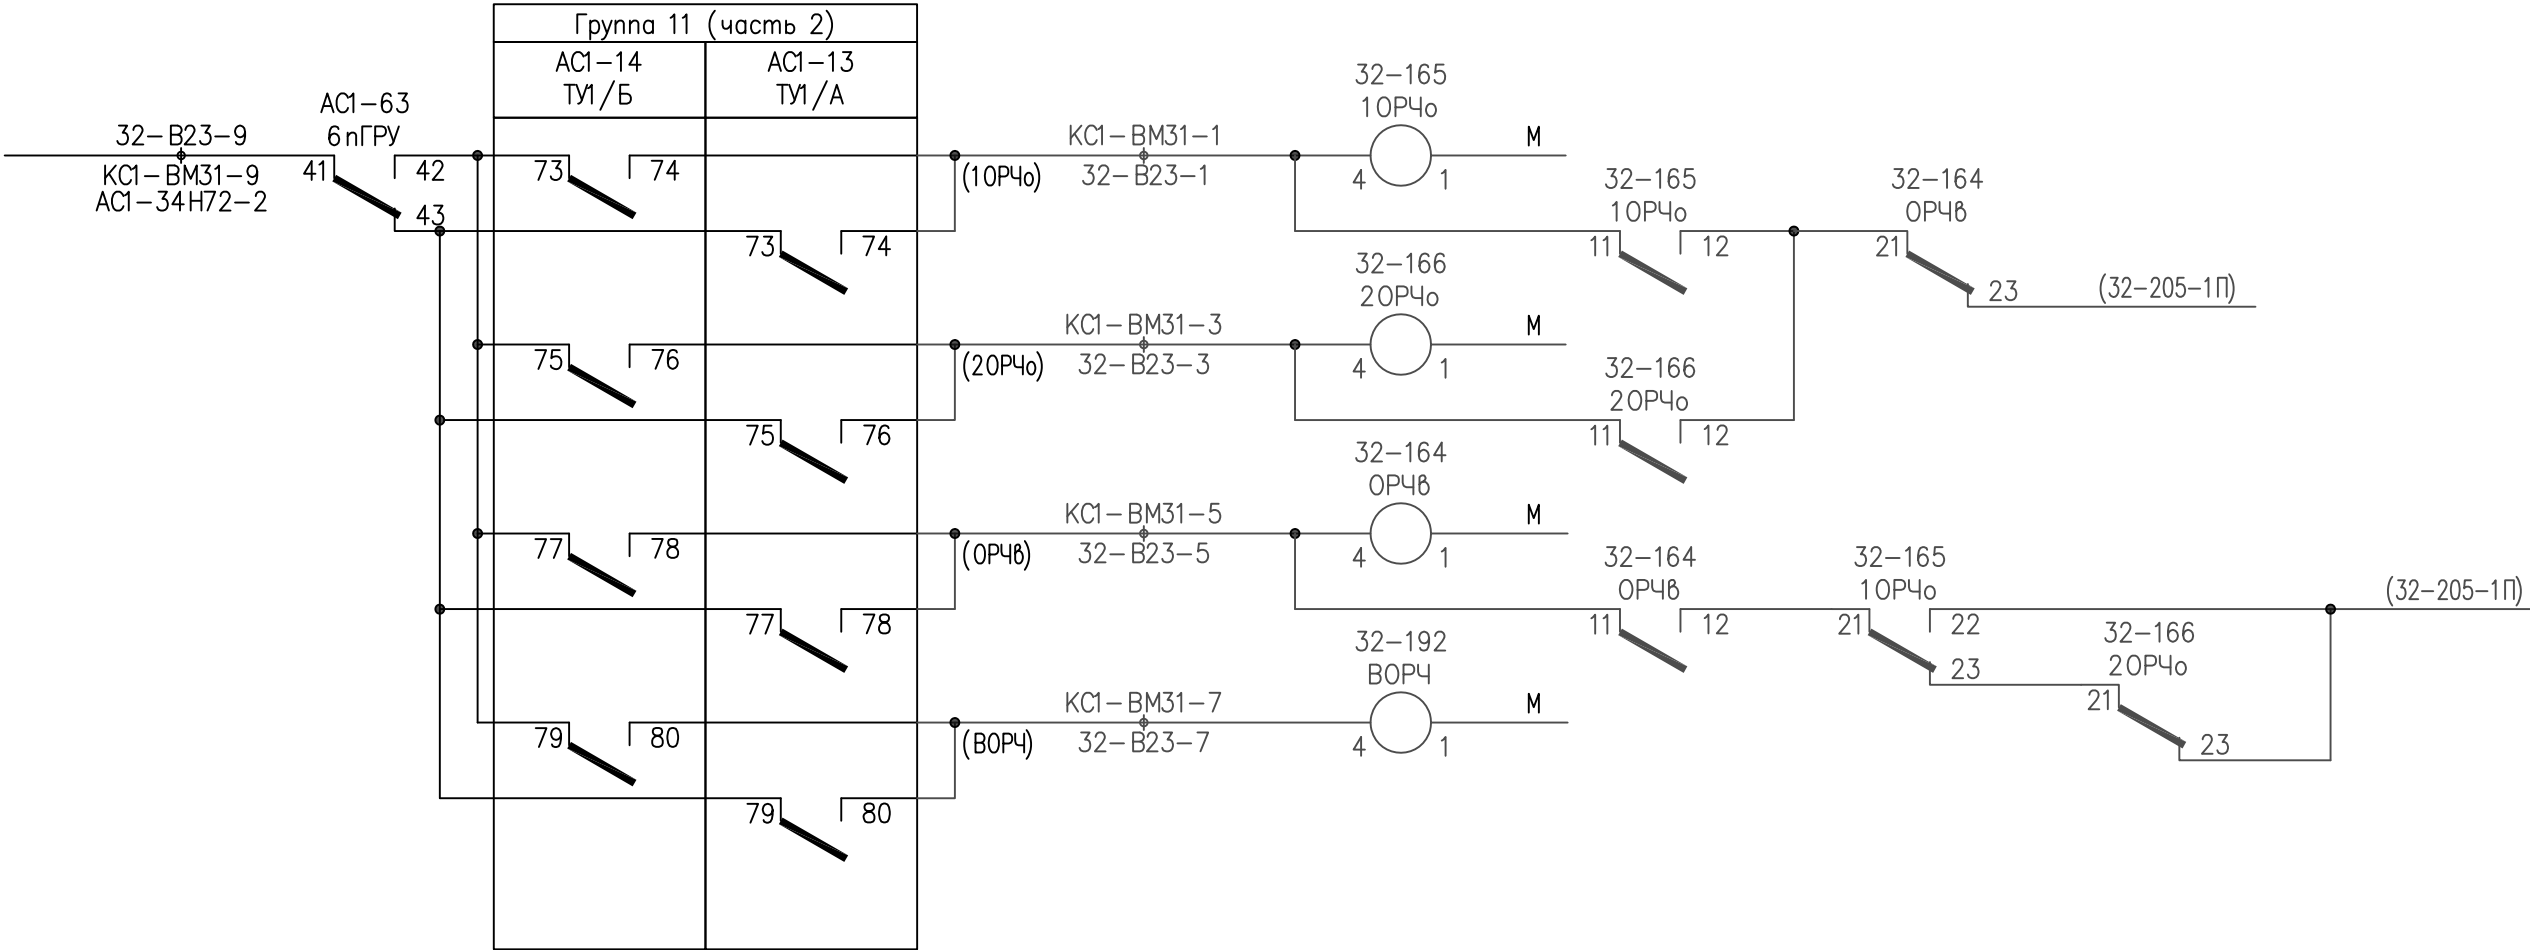 Группа 11 (часть 2)
АС1-14
ТУ1/Б
АС1-13
ТУ1/А
32-В23-9
КС1-ВМ31-9
АС1-34Н72-2
АС1-63
6пГРУ
41
42
43
73
74
73
74
75
76
75
76
77
78
77
78
79
80
79
80
(1ОРЧо)
КС1-ВМ31-1
32-В23-1
32-165
1ОРЧо
4
1
М
32-165
1ОРЧо
11
12
32-164
ОРЧв
21
23
(32-205-1П)
(2ОРЧо)
КС1-ВМ31-3
32-В23-3
32-166
2ОРЧо
4
1
М
32-166
2ОРЧо
11
12
(ОРЧв)
КС1-ВМ31-5
32-В23-5
32-164
ОРЧв
4
1
М
32-164
ОРЧв
11
12
32-165
1ОРЧо
21
22
23
32-166
2ОРЧо
21
23
(32-205-1П)
(ВОРЧ)
КС1-ВМ31-7
32-В23-7
32-192
ВОРЧ
4
1
М